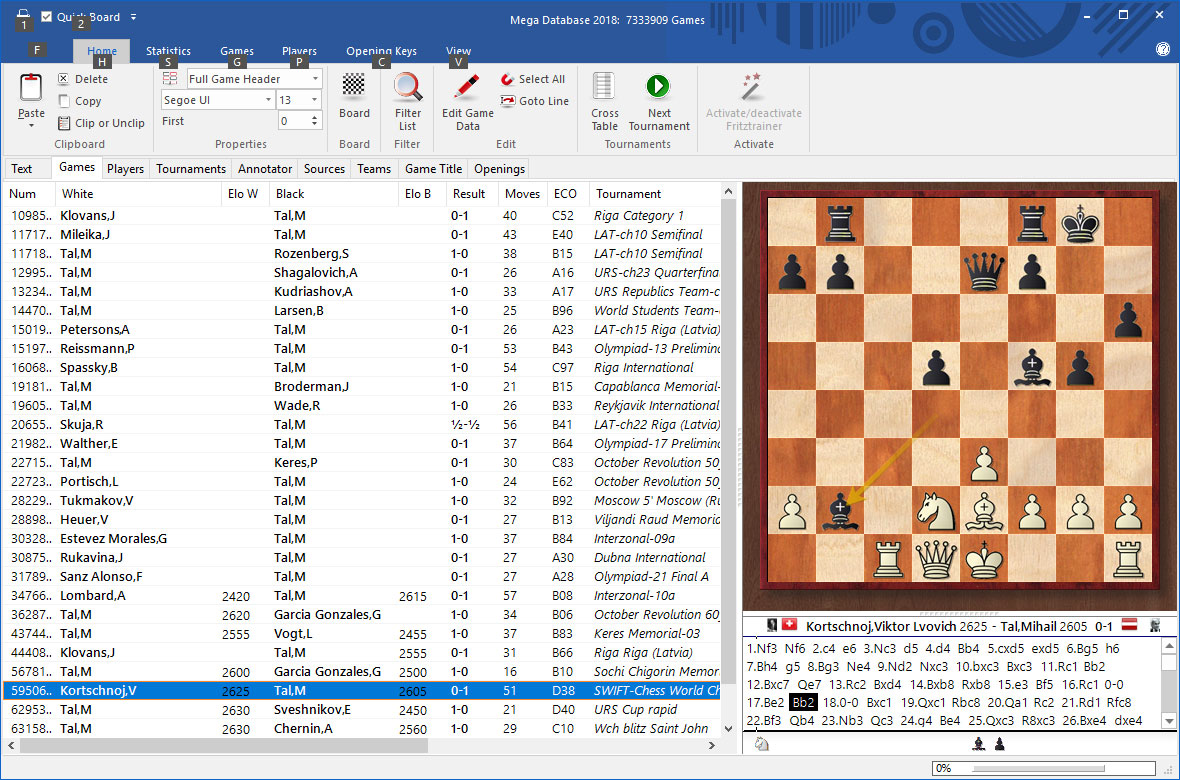 Quick Board
Mega Database 2018: 7333909 Games
1
2
F
Home Statistics Games Players Opening Keys View
H S G P C V
Paste
Delete
Copy
Clip or Unclip
Clipboard
Full Game Header
Segoe UI 13
First 0
Properties
Board
Board
Filter
List
Filter
Edit Game
Data
Select All
Goto Line
Edit
Cross
Table
Next
Tournament
Tournaments
Activate/deactivate
Fritztrainer
Activate
Text Games Players Tournaments Annotator Sources Teams Game Title Openings
Num White Elo W Black Elo B Result Moves ECO Tournament
10985.. Klovans,J Tal,M 0-1 40 C52 Riga Category 1
11717.. Mileika,J Tal,M 0-1 43 E40 LAT-ch10 Semifinal
11718.. Tal,M Rozenberg,S 1-0 38 B15 LAT-ch10 Semifinal
12995.. Tal,M Shagalovich,A 0-1 26 A16 URS-ch23 Quarterfina
13234.. Tal,M Kudriashov,A 1-0 33 A17 URS Republics Team-c
14470.. Tal,M Larsen,B 1-0 25 B96 World Students Team-
15019.. Petersons,A Tal,M 0-1 26 A23 LAT-ch15 Riga (Latvia)
15197.. Reissmann,P Tal,M 0-1 53 B43 Olympiad-13 Prelimina
16068.. Spassky,B Tal,M 1-0 54 C97 Riga International
19181.. Tal,M Broderman,J 1-0 21 B15 Capablanca Memorial-
19605.. Tal,M Wade,R 1-0 26 B33 Reykjavik International
20655.. Skuja,R Tal,M ½-½ 56 B41 LAT-ch22 Riga (Latvia)
21982.. Walther,E Tal,M 0-1 37 B64 Olympiad-17 Prelimina
22715.. Tal,M Keres,P 0-1 30 C83 October Revolution 50_
22723.. Portisch,L Tal,M 0-1 24 E62 October Revolution 50_
28229.. Tukmakov,V Tal,M 0-1 32 B92 Moscow 5' Moscow (Ru
28898.. Heuer,V Tal,M 0-1 27 B13 Viljandi Raud Memoria
30328.. Estevez Morales,G Tal,M 0-1 37 B84 Interzonal-09a
30875.. Rukavina,J Tal,M 0-1 27 A30 Dubna International
31789.. Sanz Alonso,F Tal,M 0-1 27 A28 Olympiad-21 Final A
34766.. Lombard,A 2420 Tal,M 2615 0-1 57 B08 Interzonal-10a
36287.. Tal,M 2620 Garcia Gonzales,G 1-0 34 B06 October Revolution 60_
43744.. Tal,M 2555 Vogt,L 2455 1-0 37 B83 Keres Memorial-03
44408.. Klovans,J Tal,M 2555 0-1 31 B66 Riga Riga (Latvia)
56781.. Tal,M 2600 Garcia Gonzales,G 2500 1-0 16 B10 Sochi Chigorin Memor
59506.. Kortschnoj,V 2625 Tal,M 2605 0-1 51 D38 SWIFT-Chess World Ch
62953.. Tal,M 2630 Sveshnikov,E 2450 1-0 21 D40 URS Cup rapid
63158.. Tal,M 2630 Chernin,A 2560 1-0 29 C10 Wch blitz Saint John
Kortschnoj,Viktor Lvovich 2625 - Tal,Mihail 2605 0-1
1.Nf3 Nf6 2.c4 e6 3.Nc3 d5 4.d4 Bb4 5.cxd5 exd5 6.Bg5 h6
7.Bh4 g5 8.Bg3 Ne4 9.Nd2 Nxc3 10.bxc3 Bxc3 11.Rc1 Bb2
12.Bxc7 Qe7 13.Rc2 Bxd4 14.Bxb8 Rxb8 15.e3 Bf5 16.Rc1 0-0
17.Be2 Bb2 18.0-0 Bxc1 19.Qxc1 Rbc8 20.Qa1 Rc2 21.Rd1 Rfc8
22.Bf3 Qb4 23.Nb3 Qc3 24.g4 Be4 25.Qxc3 R8xc3 26.Bxe4 dxe4
0%